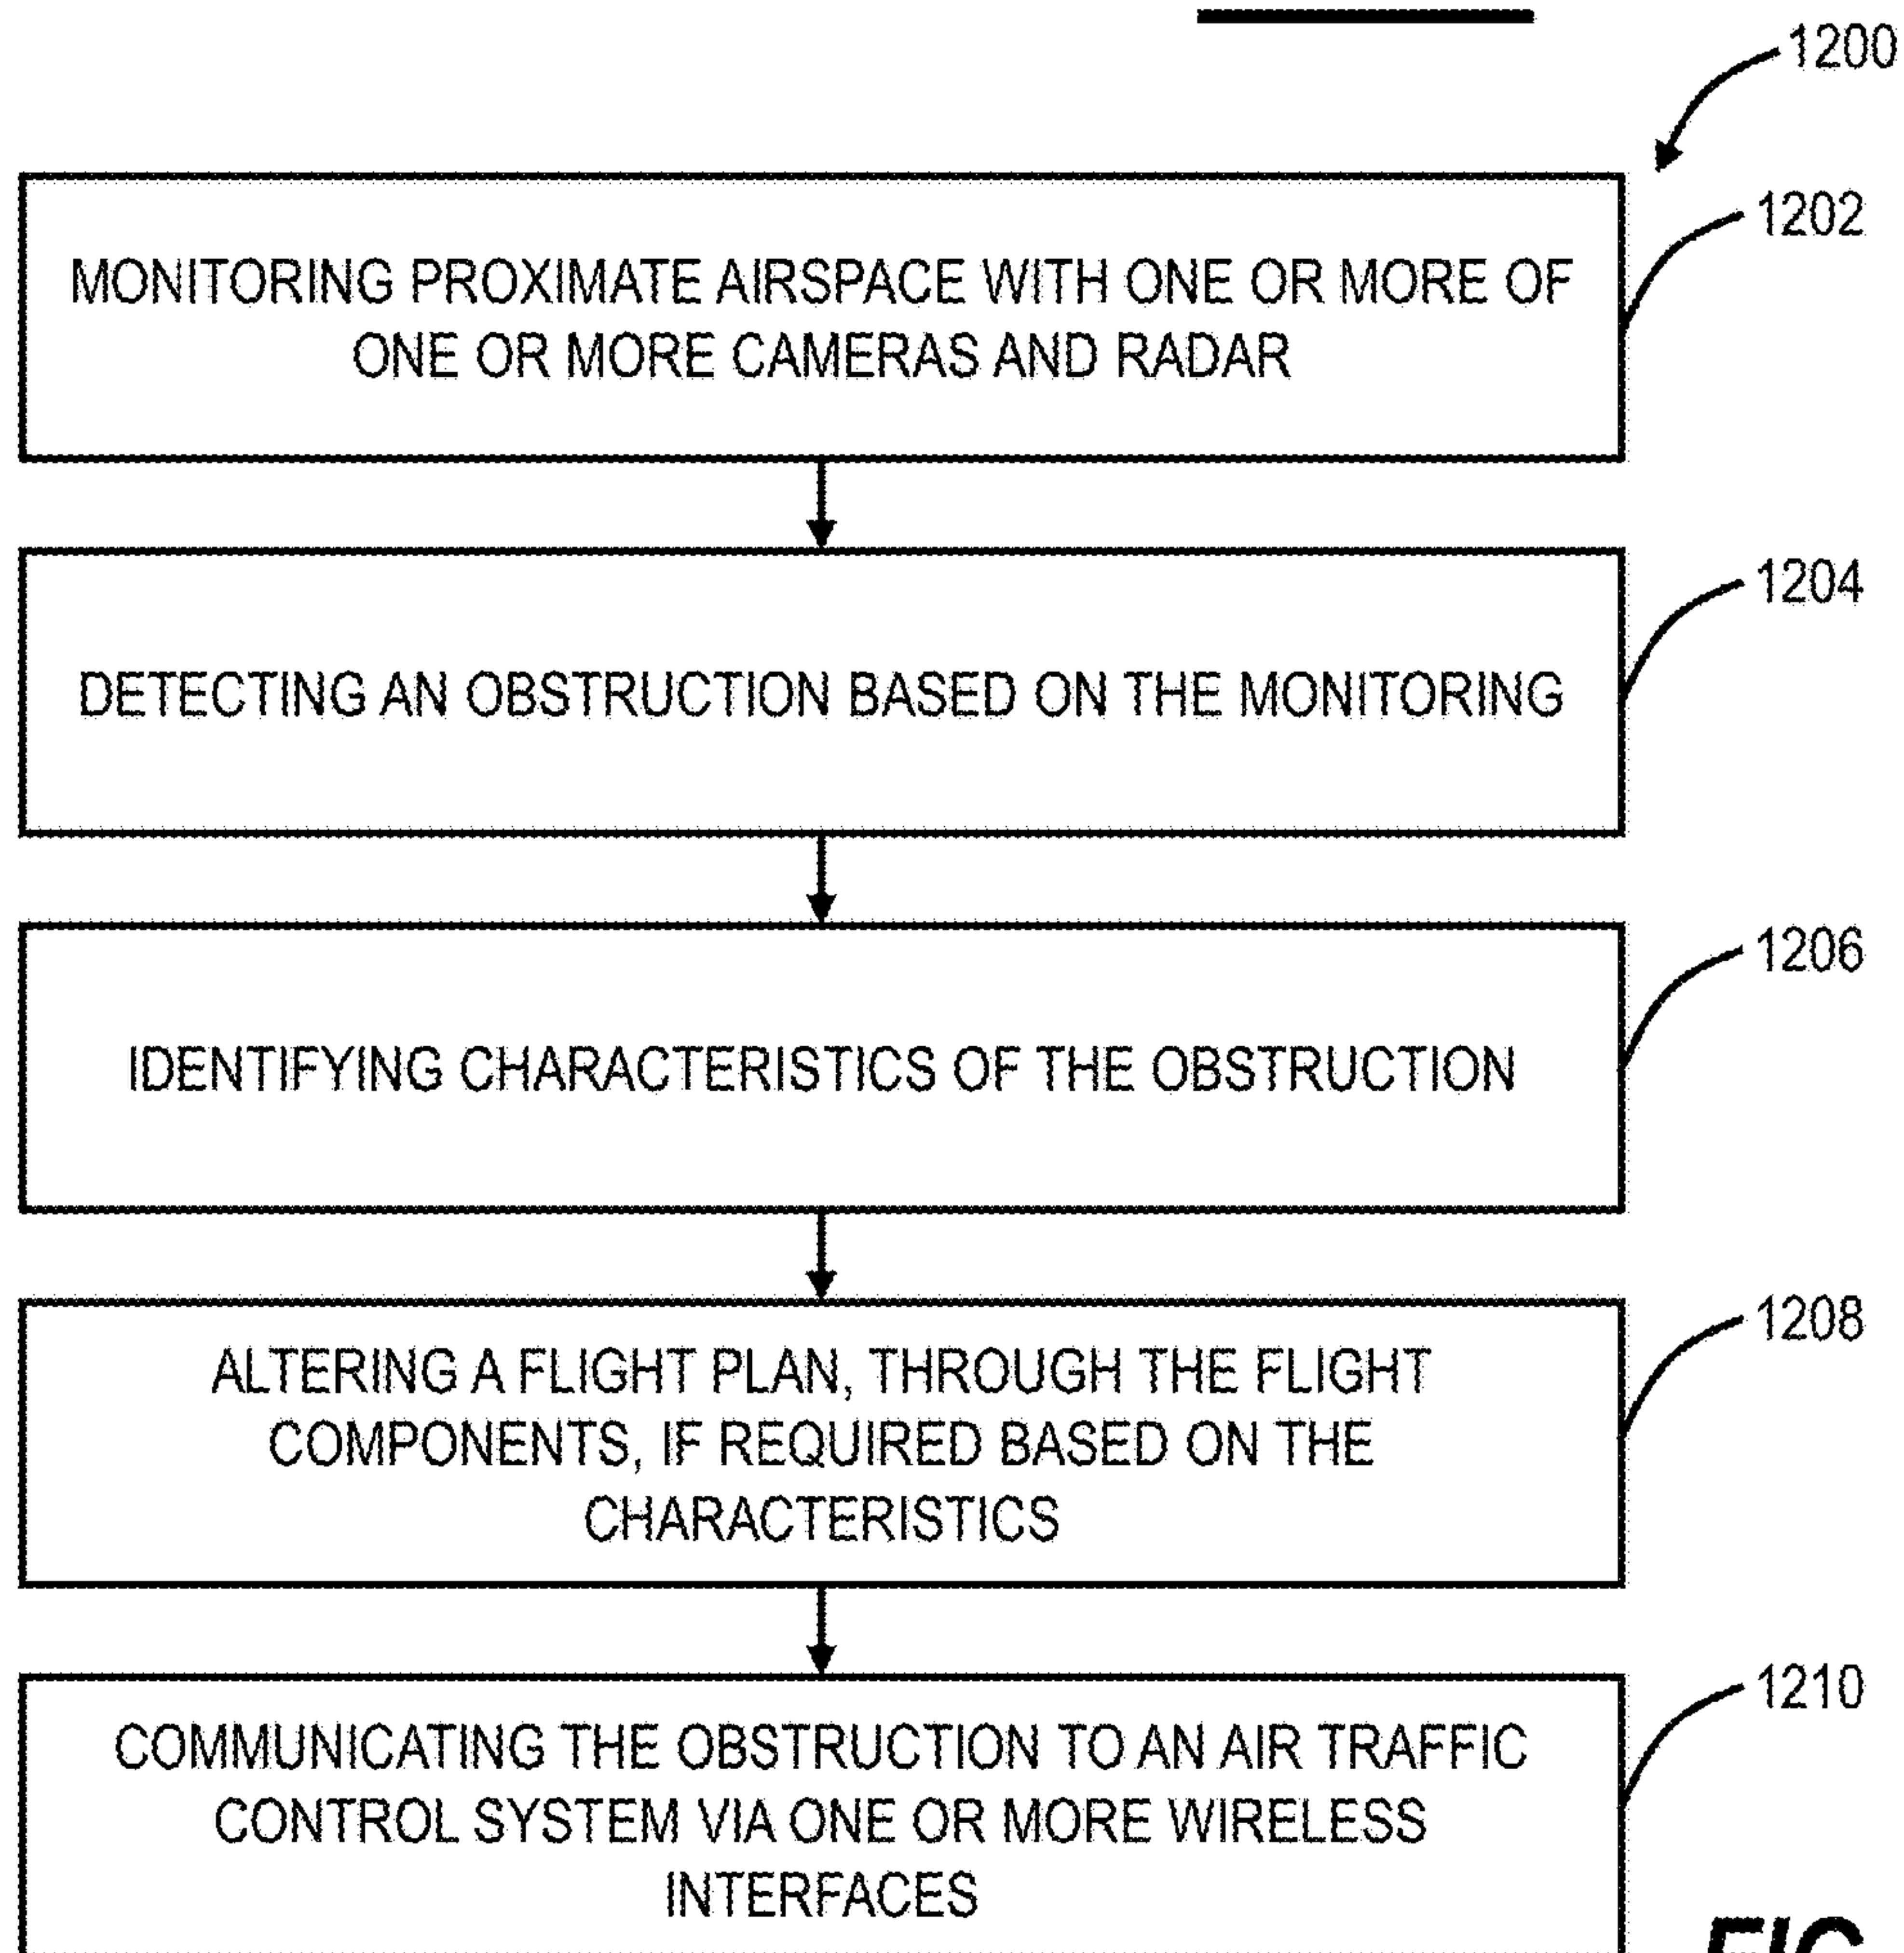 1200
1202
MONITORING PROXIMATE AIRSPACE WITH ONE OR MORE OF
ONE OR MORE CAMERAS AND RADAR
1204
DETECTING AN OBSTRUCTION BASED ON THE MONITORING
1206
IDENTIFYING CHARACTERISTICS OF THE OBSTRUCTION
1208
ALTERING A FLIGHT PLAN, THROUGH THE FLIGHT
COMPONENTS, IF REQUIRED BASED ON THE
CHARACTERISTICS
1210
COMMUNICATING THE OBSTRUCTION TO AN AIR TRAFFIC
CONTROL SYSTEM VIA ONE OR MORE WIRELESS
INTERFACES